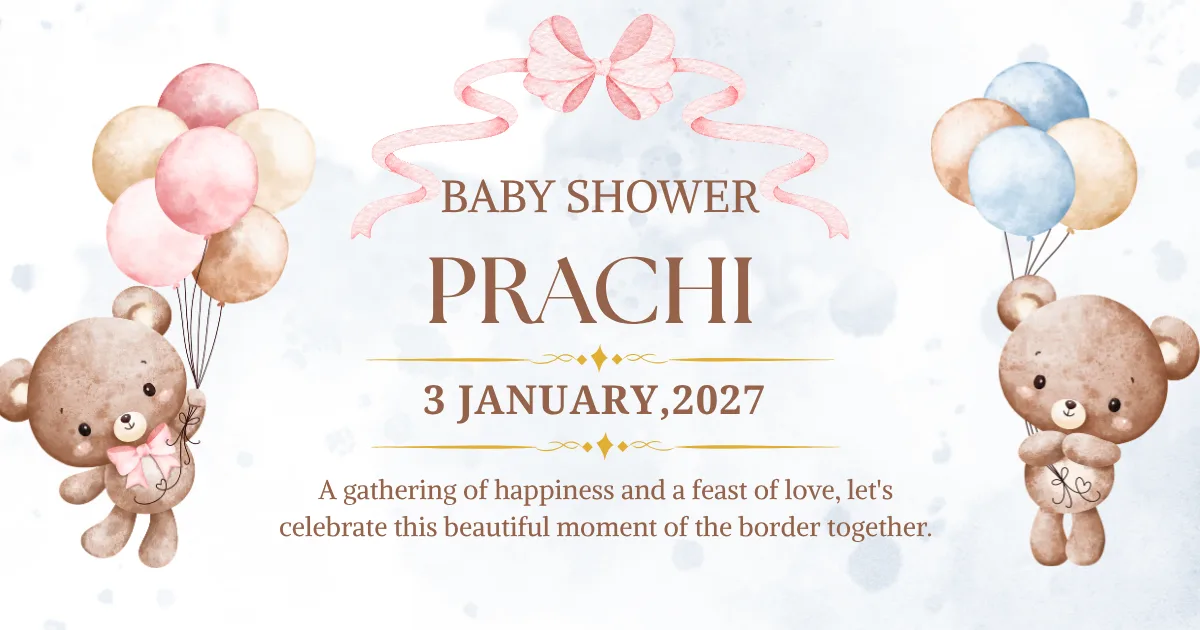 BABY SHOWER
PRACHI
3 JANUARY,2027
A gathering of happiness and a feast of love, let's
celebrate this beautiful moment of the border together.